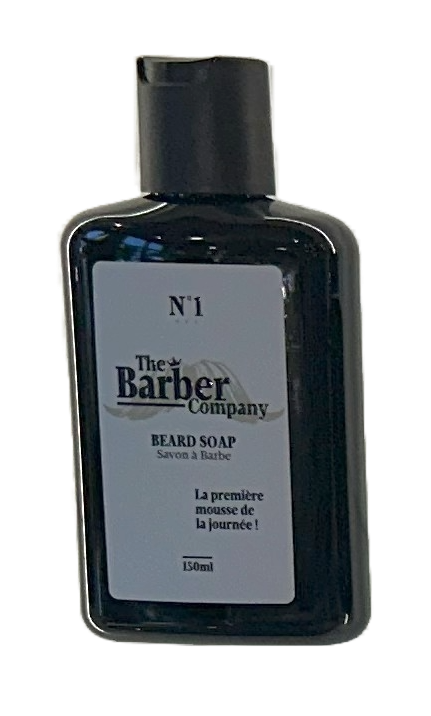 N°1
The
Barber
Company
BEARD SOAP
Savon à Barbe
La première
mousse de
la journée !
150ml